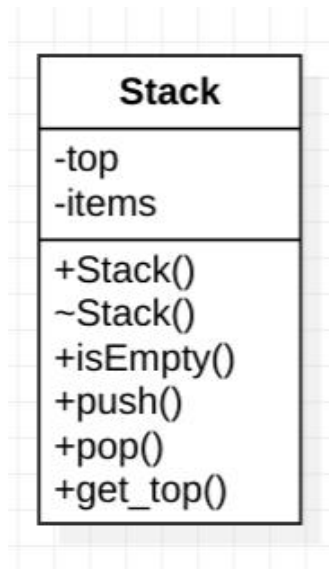 Stack
-top
-items
+Stack()
~Stack()
+isEmpty()
+push()
+pop()
+get_top()